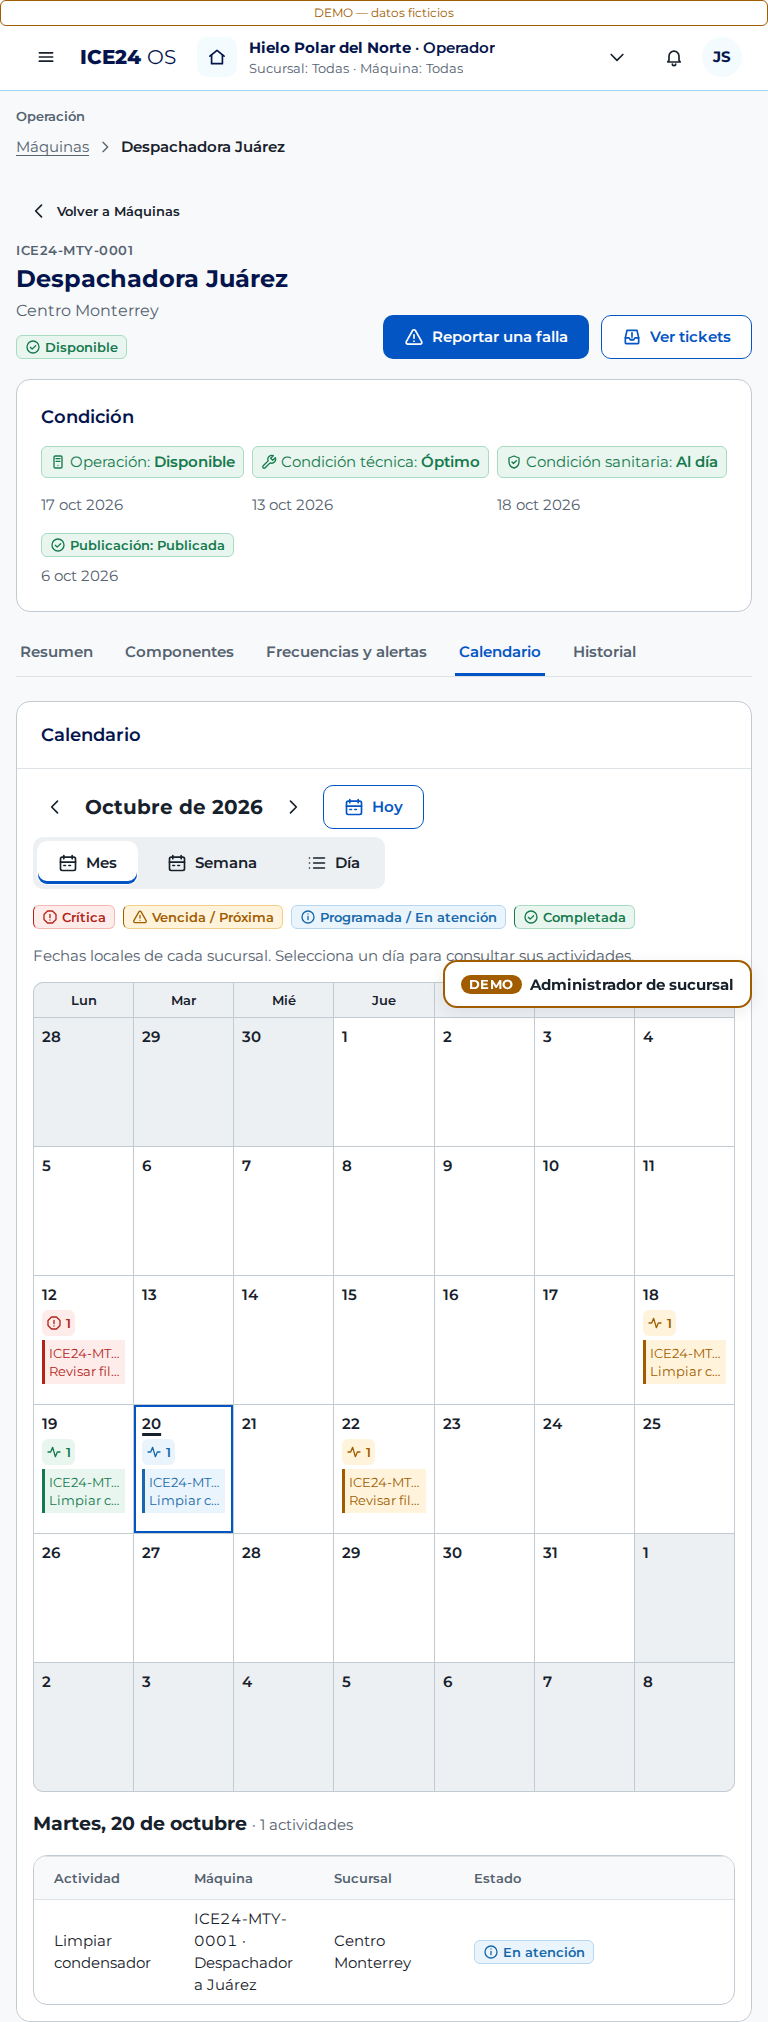 DEMO — datos ficticios
ICE24 OS
Hielo Polar del Norte · Operador
Sucursal: Todas · Máquina: Todas
JS
Operación
Máquinas > Despachadora Juárez
Volver a Máquinas
ICE24-MTY-0001
Despachadora Juárez
Centro Monterrey
Disponible
Reportar una falla
Ver tickets
Condición
Operación: Disponible
Condición técnica: Óptimo
Condición sanitaria: Al día
17 oct 2026
13 oct 2026
18 oct 2026
Publicación: Publicada
6 oct 2026
Resumen Componentes Frecuencias y alertas Calendario Historial
Calendario
Octubre de 2026
Hoy
Mes Semana Día
Crítica
Vencida / Próxima
Programada / En atención
Completada
Fechas locales de cada sucursal. Selecciona un día para consultar sus actividades.
DEMO Administrador de sucursal
Lun Mar Mié Jue
28 29 30 1 2 3 4
5 6 7 8 9 10 11
12 13 14 15 16 17 18
1 1
ICE24-MT... ICE24-MT...
Revisar fil... Limpiar c...
19 20 21 22 23 24 25
1 1 1
ICE24-MT... ICE24-MT... ICE24-MT...
Limpiar c... Limpiar c... Revisar fil...
26 27 28 29 30 31 1
2 3 4 5 6 7 8
Martes, 20 de octubre · 1 actividades
Actividad Máquina Sucursal Estado
Limpiar
condensador
ICE24-MTY-
0001 ·
Despachador
a Juárez
Centro
Monterrey
En atención